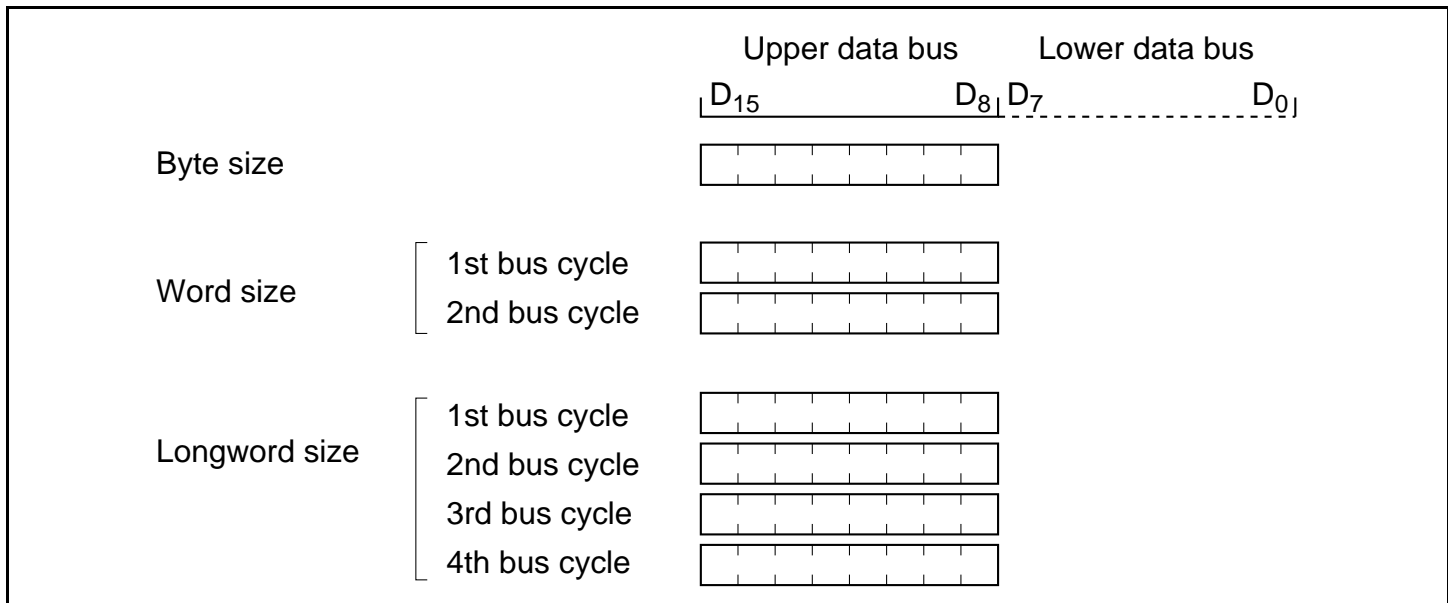 Upper data bus Lower data bus
D15 D8 D7 D0
Byte size
Word size
1st bus cycle
2nd bus cycle
Longword size
1st bus cycle
2nd bus cycle
3rd bus cycle
4th bus cycle